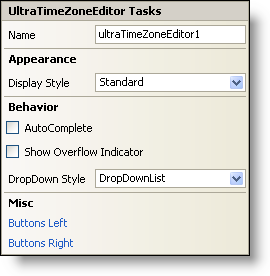 UltraTimeZoneEditor Tasks
Name ultraTimeZoneEditor1
Appearance
Display Style Standard
Behavior
AutoComplete
Show Overflow Indicator
DropDown Style DropDownList
Misc
Buttons Left
Buttons Right